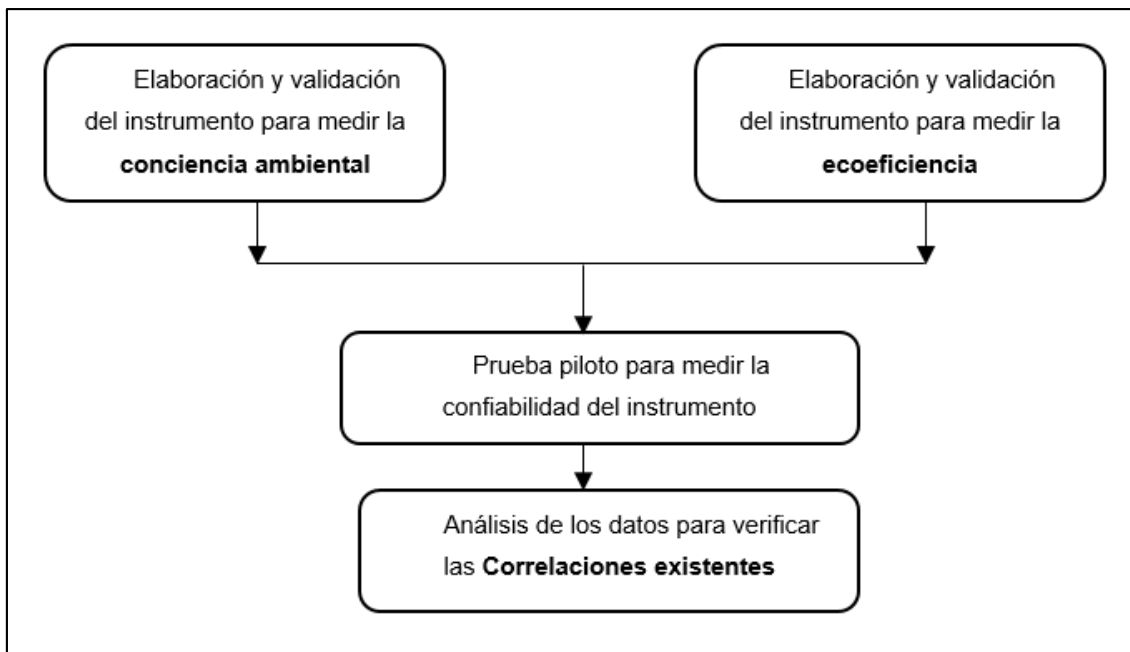 Elaboración y validación
del instrumento para medir la
conciencia ambiental
Elaboración y validación
del instrumento para medir la
ecoeficiencia
Prueba piloto para medir la
confiabilidad del instrumento
Análisis de los datos para verificar
las Correlaciones existentes